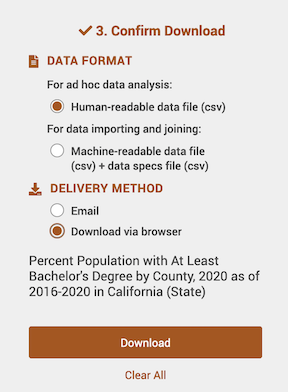 3. Confirm Download
DATA FORMAT
For ad hoc data analysis:
Human-readable data file (csv)
For data importing and joining:
Machine-readable data file
(csv) + data specs file (csv)
DELIVERY METHOD
Email
Download via browser
Percent Population with At Least
Bachelor's Degree by County, 2020 as of
2016-2020 in California (State)
Download
Clear All